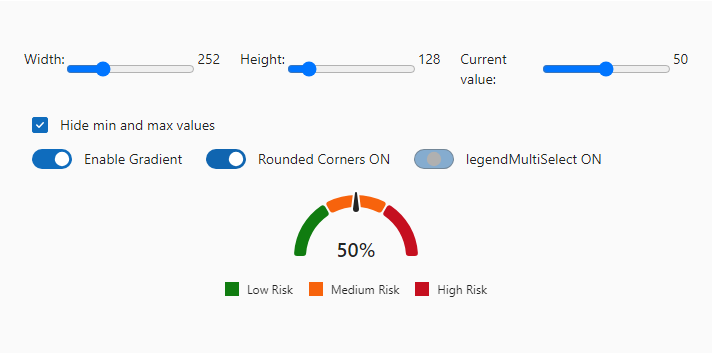 Width: 252 Height: 128 Current value: 50
Hide min and max values
Enable Gradient Rounded Corners ON legendMultiSelect ON
50%
Low Risk Medium Risk High Risk